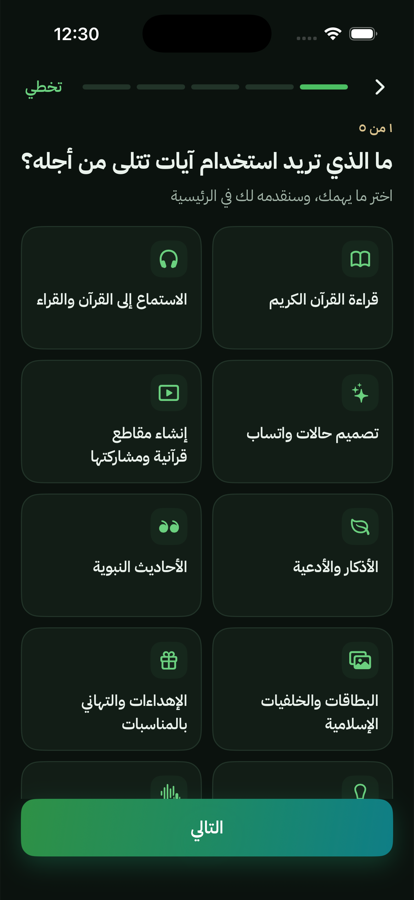 12:30
تخطي
١ من ٥
ما الذي تريد استخدام آيات تتلى من أجله؟
اختر ما يهمك، وسنقدمه لك في الرئيسية
قراءة القرآن الكريم
الاستماع إلى القرآن والقراء
تصميم حالات واتساب
إنشاء مقاطع
قرآنية ومشاركتها
الأذكار والأدعية
الأحاديث النبوية
البطاقات والخلفيات
الإسلامية
الإهداءات والتهاني
بالمناسبات
التالي